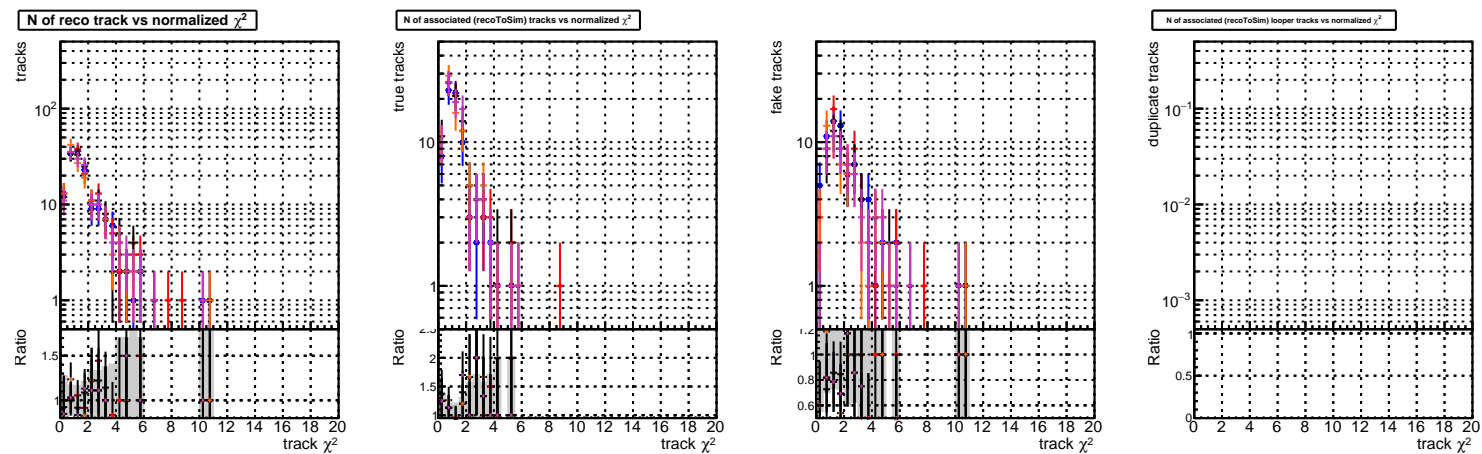 N of reco track vs normalized χ²
tracks
10²
10
1
Ratio
1.5
1
0 2 4 6 8 10 12 14 16 18 20
track χ²
N of associated (recoToSim) tracks vs normalized χ²
true tracks
10
1
Ratio
2.5
2
1.5
1
0 2 4 6 8 10 12 14 16 18 20
track χ²
fake tracks
10
1
Ratio
1.2
1
0.8
0.6
0 2 4 6 8 10 12 14 16 18 20
track χ²
N of associated (recoToSim) looper tracks vs normalized χ²
duplicate tracks
10⁻¹
10⁻²
10⁻³
Ratio
1
0.5
0
0 2 4 6 8 10 12 14 16 18 20
track χ²